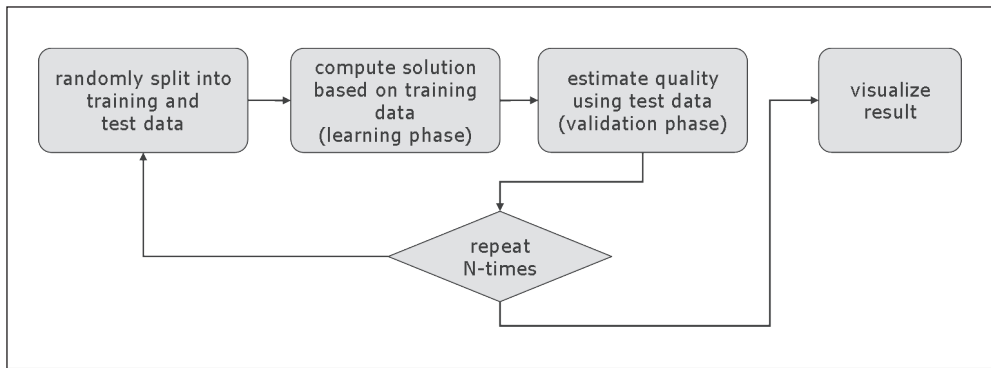 randomly split into
training and
test data
compute solution
based on training
data
(learning phase)
estimate quality
using test data
(validation phase)
visualize
result
repeat
N-times